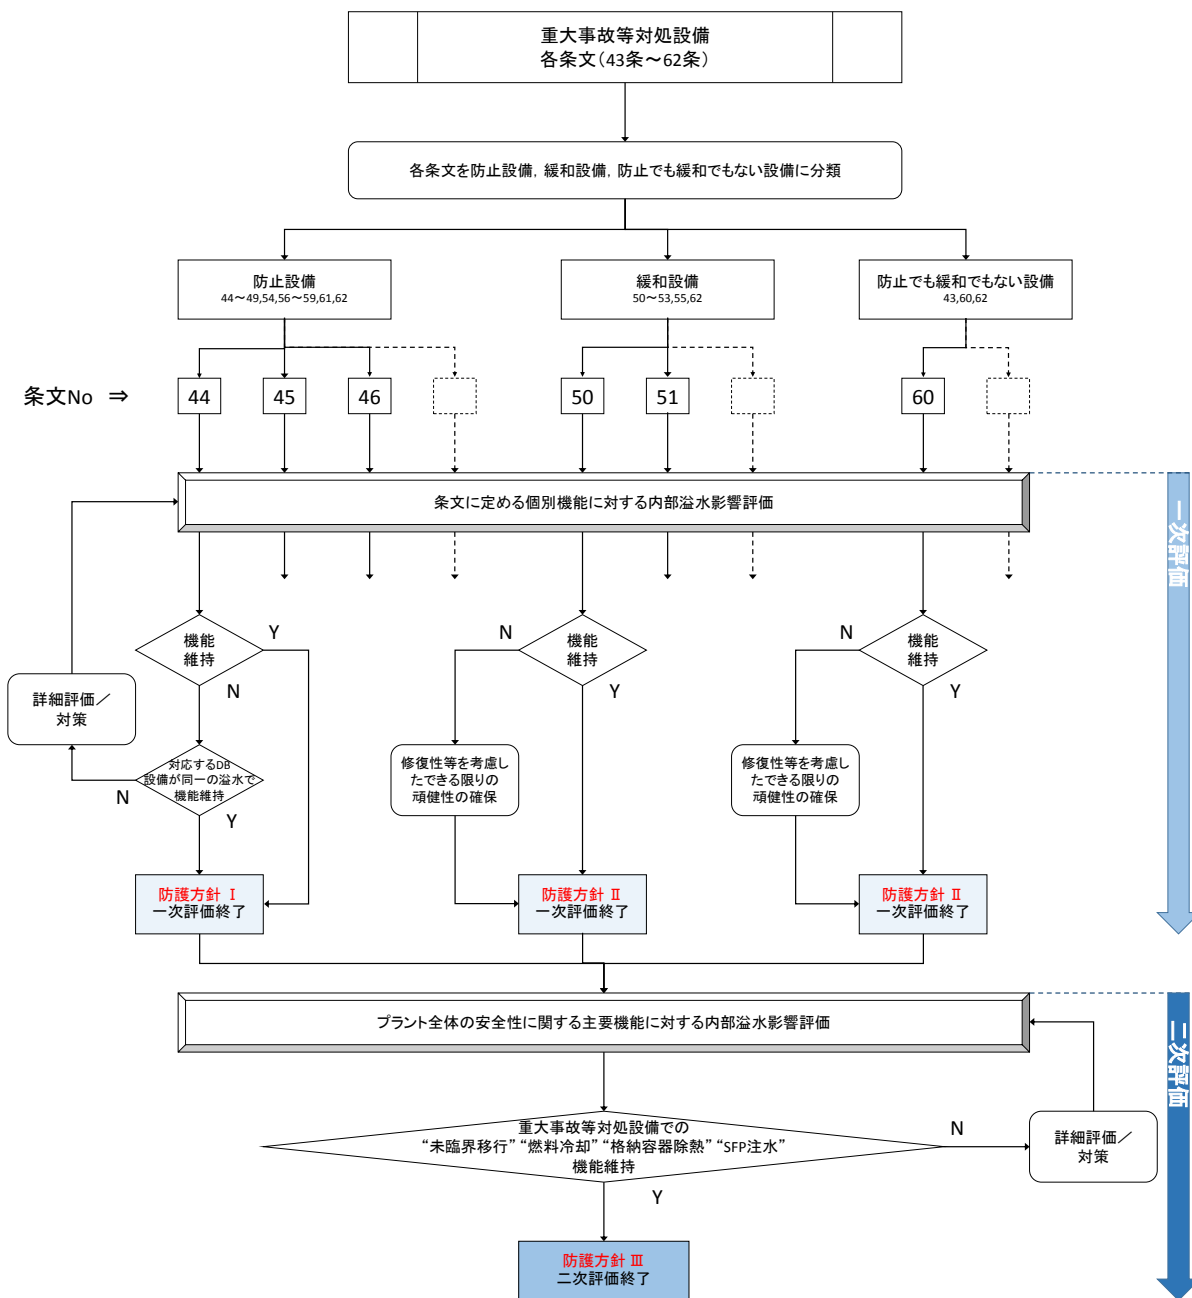 重大事故等対処設備
各条文(43条～62条)
各条文を防止設備，緩和設備，防止でも緩和でもない設備に分類
防止設備
44～49,54,56～59,61,62
緩和設備
50～53,55,62
防止でも緩和でもない設備
43,60,62
条文No ⇒
44
45
46
50
51
60
条文に定める個別機能に対する内部溢水影響評価
一次評価
機能
維持
Y
N
機能
維持
N
Y
機能
維持
N
Y
詳細評価／
対策
対応するDB
設備が同一の溢水で
機能維持
N
Y
修復性等を考慮し
たできる限りの
頑健性の確保
修復性等を考慮し
たできる限りの
頑健性の確保
防護方針 Ⅰ
一次評価終了
防護方針 Ⅱ
一次評価終了
防護方針 Ⅱ
一次評価終了
プラント全体の安全性に関する主要機能に対する内部溢水影響評価
二次評価
重大事故等対処設備での
“未臨界移行” “燃料冷却” “格納容器除熱” “SFP注水”
機能維持
N
Y
詳細評価／
対策
防護方針 Ⅲ
二次評価終了